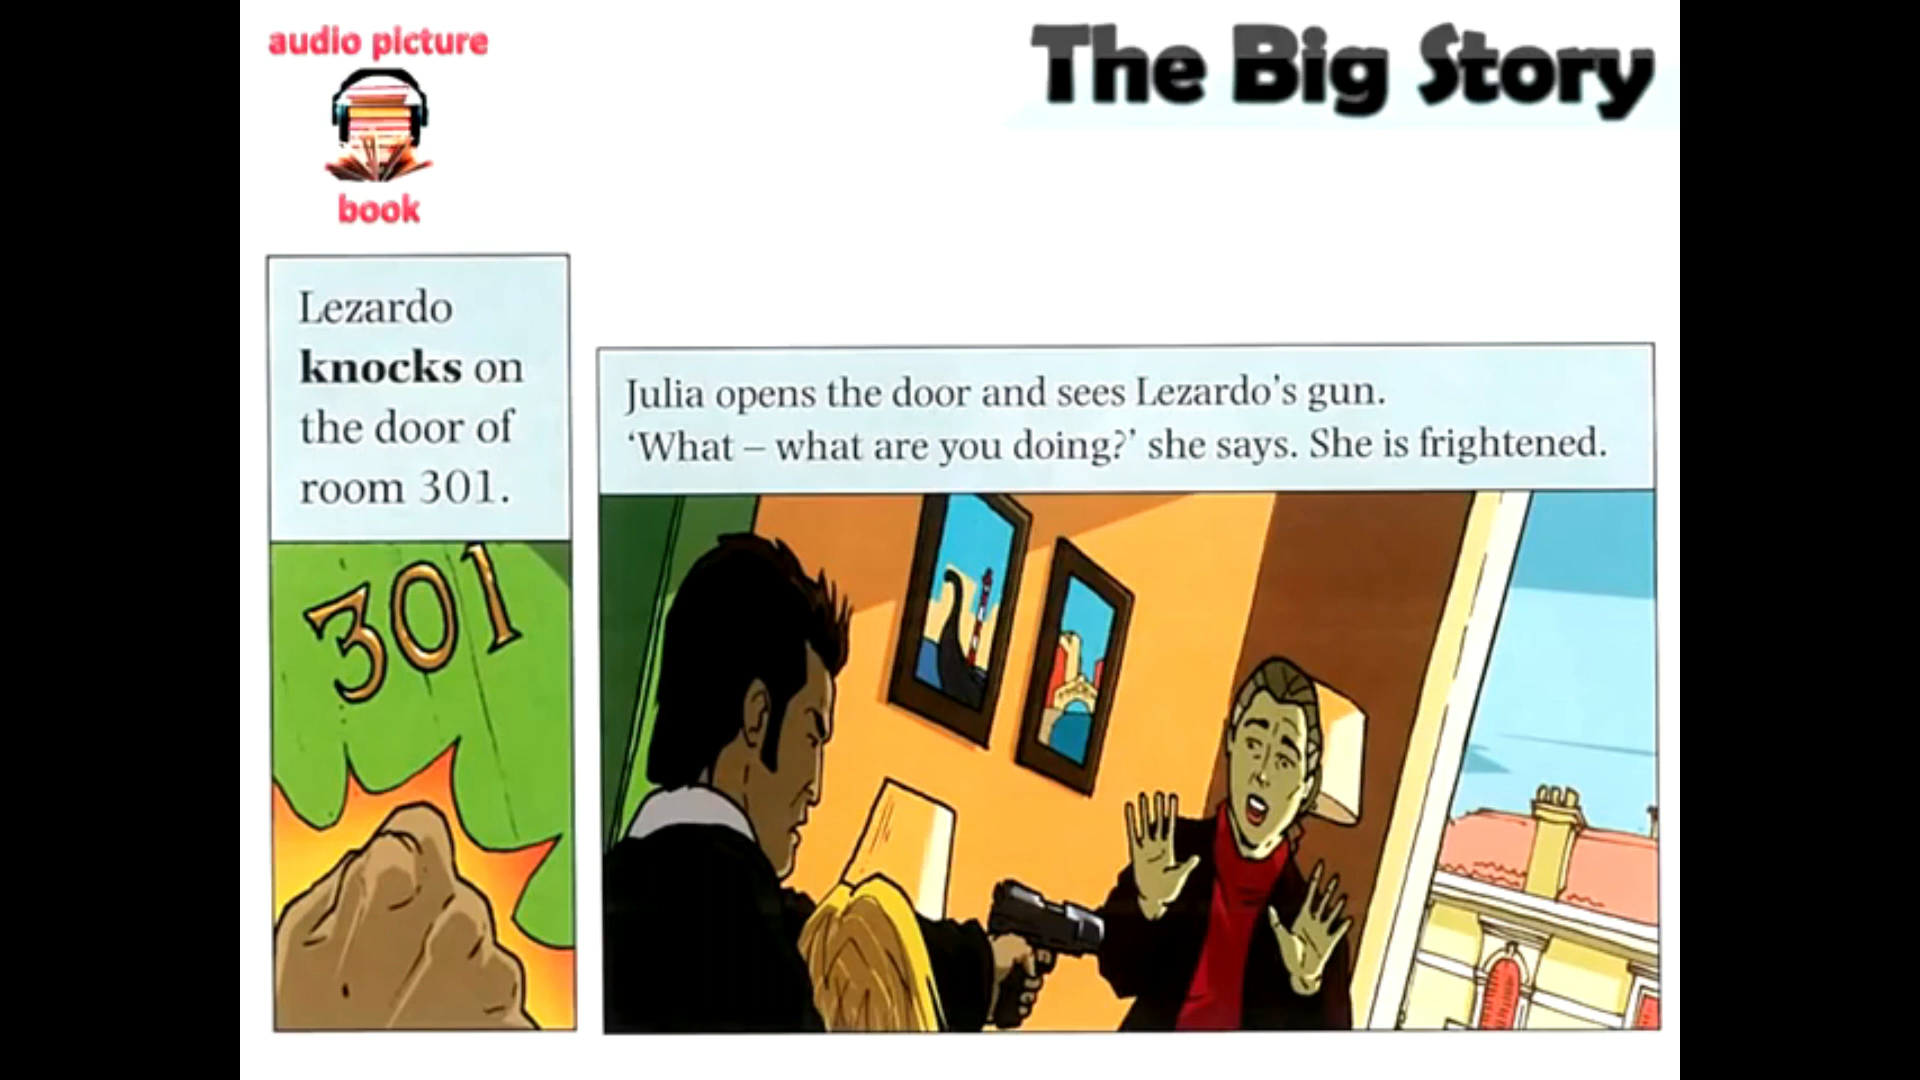 audio picture
book
The Big Story
Lezardo
knocks on
the door of
room 301.
301
Julia opens the door and sees Lezardo’s gun.
‘What – what are you doing?’ she says. She is frightened.